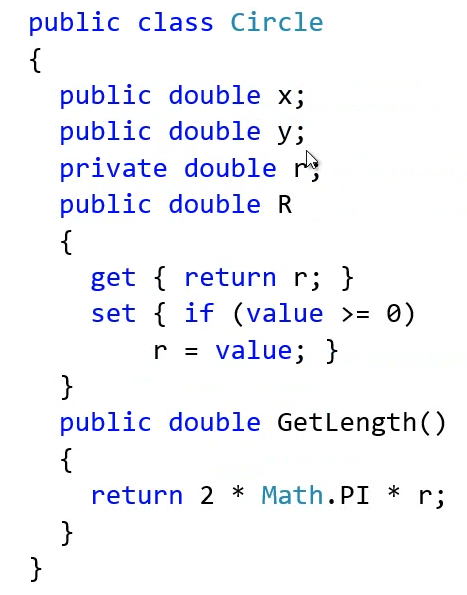 public class Circle
{
  public double x;
  public double y;
  private double r;
  public double R
  {
    get { return r; }
    set { if (value >= 0)
        r = value; }
  }
  public double GetLength()
  {
    return 2 * Math.PI * r;
  }
}